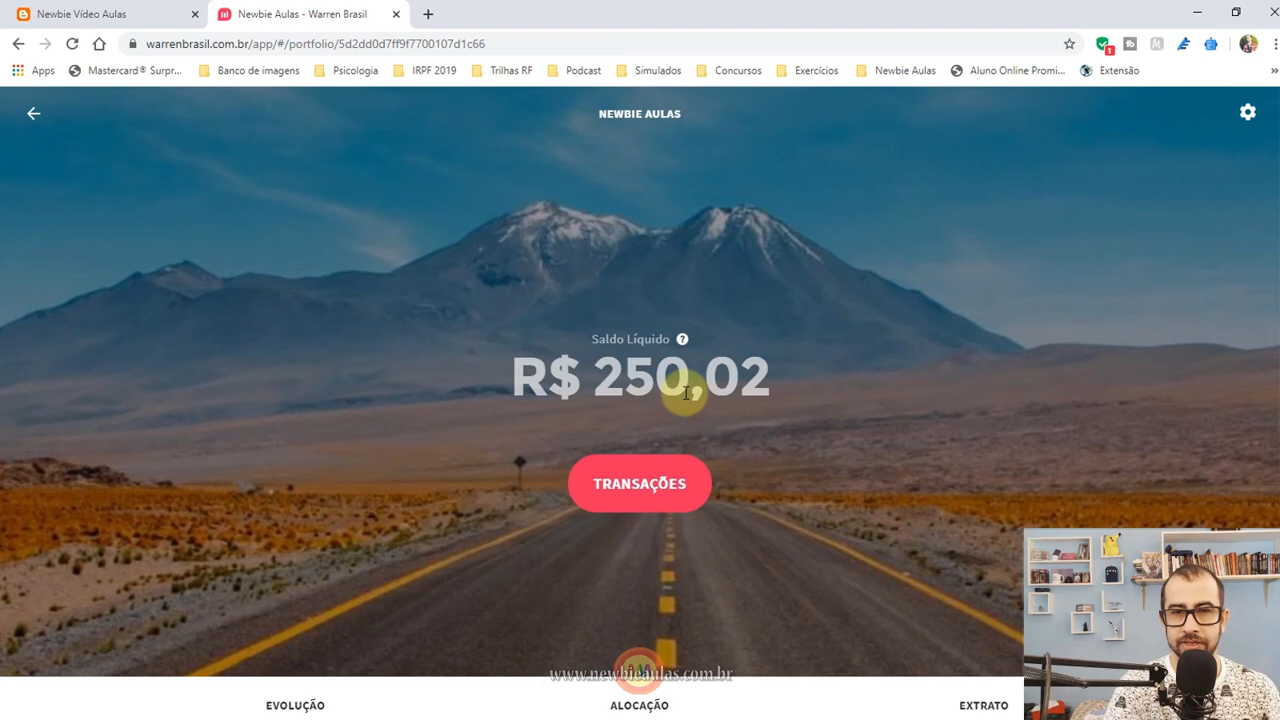 Newbie Vídeo Aulas
Newbie Aulas - Warren Brasil
warrenbrasil.com.br/app/#/portfolio/5d2dd0d7ff9f7700107d1c66
1
Apps
Mastercard® Surpr...
Banco de imagens
Psicologia
IRPF 2019
Trilhas RF
Podcast
Simulados
Concursos
Exercícios
Newbie Aulas
Aluno Online Promi...
Extensão
»
NEWBIE AULAS
Saldo Líquido ?
R$ 250,02
TRANSAÇÕES
www.newbieaulas.com.br
EVOLUÇÃO
ALOCAÇÃO
EXTRATO